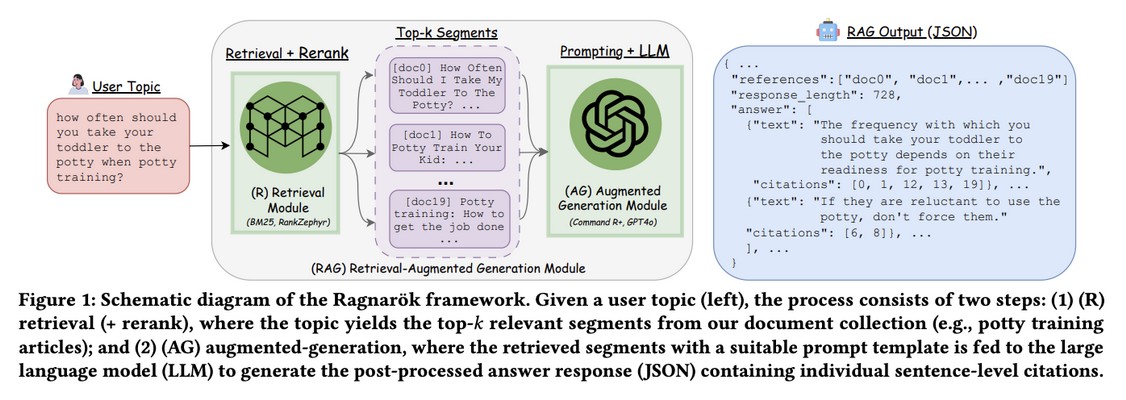 User Topic
how often should
you take your
toddler to the
potty when potty
training?
Retrieval + Rerank
(R) Retrieval
Module
(BM25, RankZephyr)
Top-k Segments
[doc0] How Often
Should I Take My
Toddler To The
Potty? ...
[doc1] How To
Potty Train Your
Kid: ...
...
[doc19] Potty
training: How to
get the job done
...
Prompting + LLM
(AG) Augmented
Generation Module
(Command R+, GPT4o)
(RAG) Retrieval-Augmented Generation Module
RAG Output (JSON)
{ ...
"references":["doc0", "doc1",... ,"doc19"]
"response_length": 728,
"answer": [
{"text": "The frequency with which you
should take your toddler to
the potty depends on their
readiness for potty training.",
"citations": [0, 1, 12, 13, 19]}, ...
{"text": "If they are reluctant to use the
potty, don't force them."
"citations": [6, 8]}, ...
], ...
}
Figure 1: Schematic diagram of the Ragnarök framework. Given a user topic (left), the process consists of two steps: (1) (R)
retrieval (+ rerank), where the topic yields the top-k relevant segments from our document collection (e.g., potty training
articles); and (2) (AG) augmented-generation, where the retrieved segments with a suitable prompt template is fed to the large
language model (LLM) to generate the post-processed answer response (JSON) containing individual sentence-level citations.